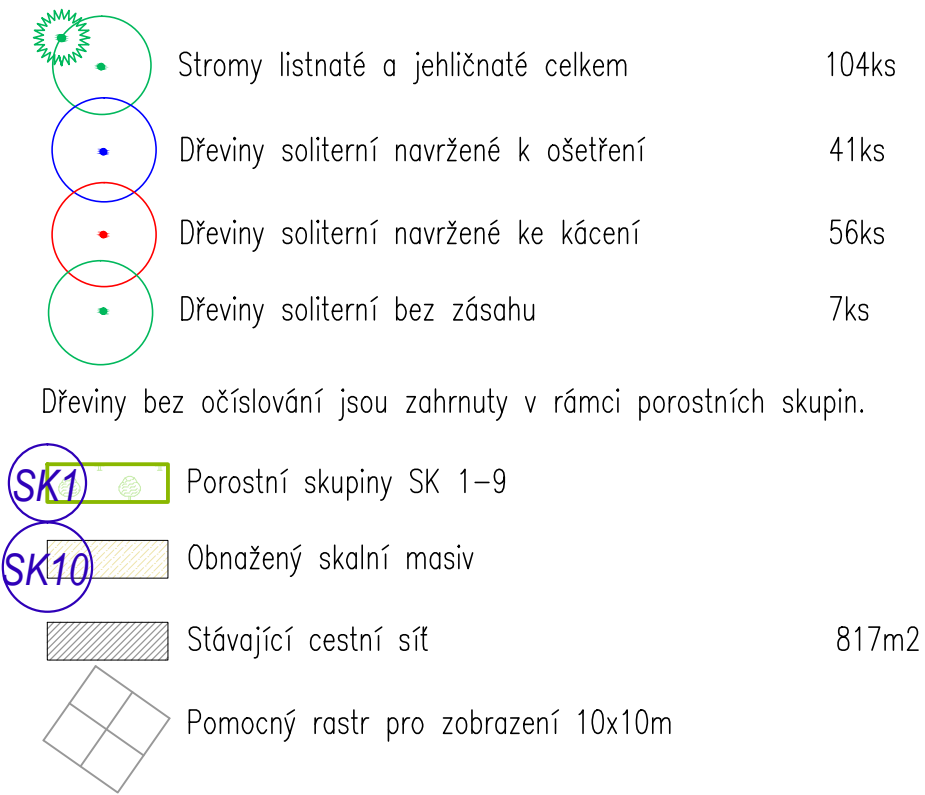 Stromy listnaté a jehličnaté celkem 104ks
Dřeviny soliterní navržené k ošetření 41ks
Dřeviny soliterní navržené ke kácení 56ks
Dřeviny soliterní bez zásahu 7ks
Dřeviny bez očíslování jsou zahrnuty v rámci porostních skupin.
SK1 Porostní skupiny SK 1-9
SK10 Obnažený skalní masiv
Stávající cestní síť 817m2
Pomocný rastr pro zobrazení 10x10m